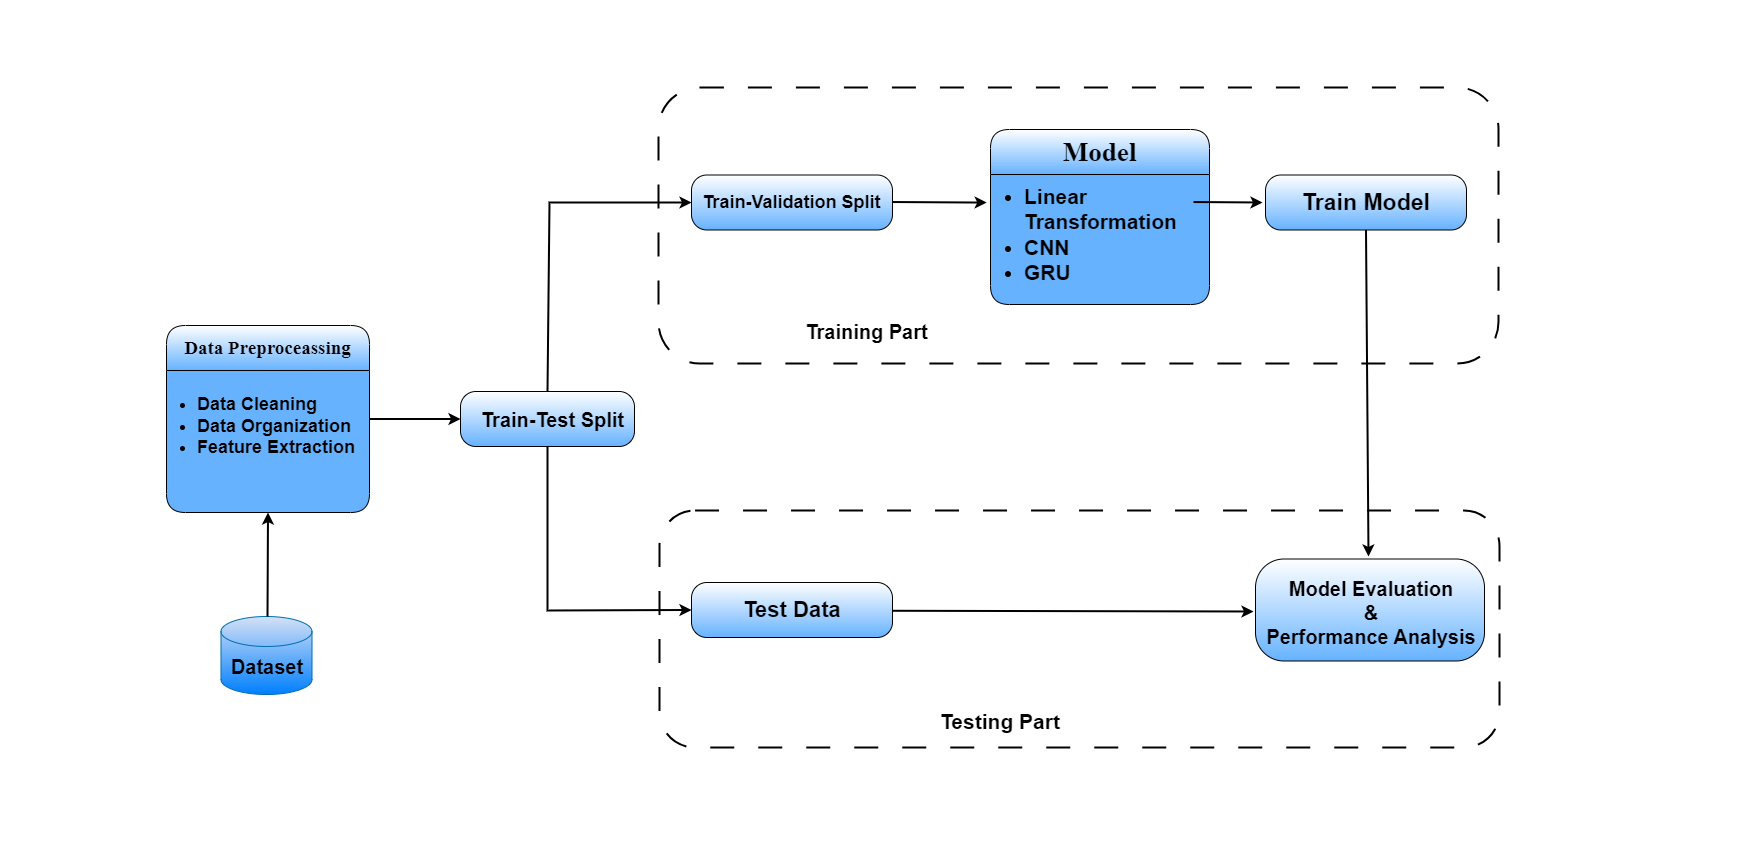 Data Preproceassing
• Data Cleaning
• Data Organization
• Feature Extraction
Dataset
Train-Test Split
Train-Validation Split
Model
• Linear
Transformation
• CNN
• GRU
Train Model
Training Part
Test Data
Model Evaluation
&
Performance Analysis
Testing Part